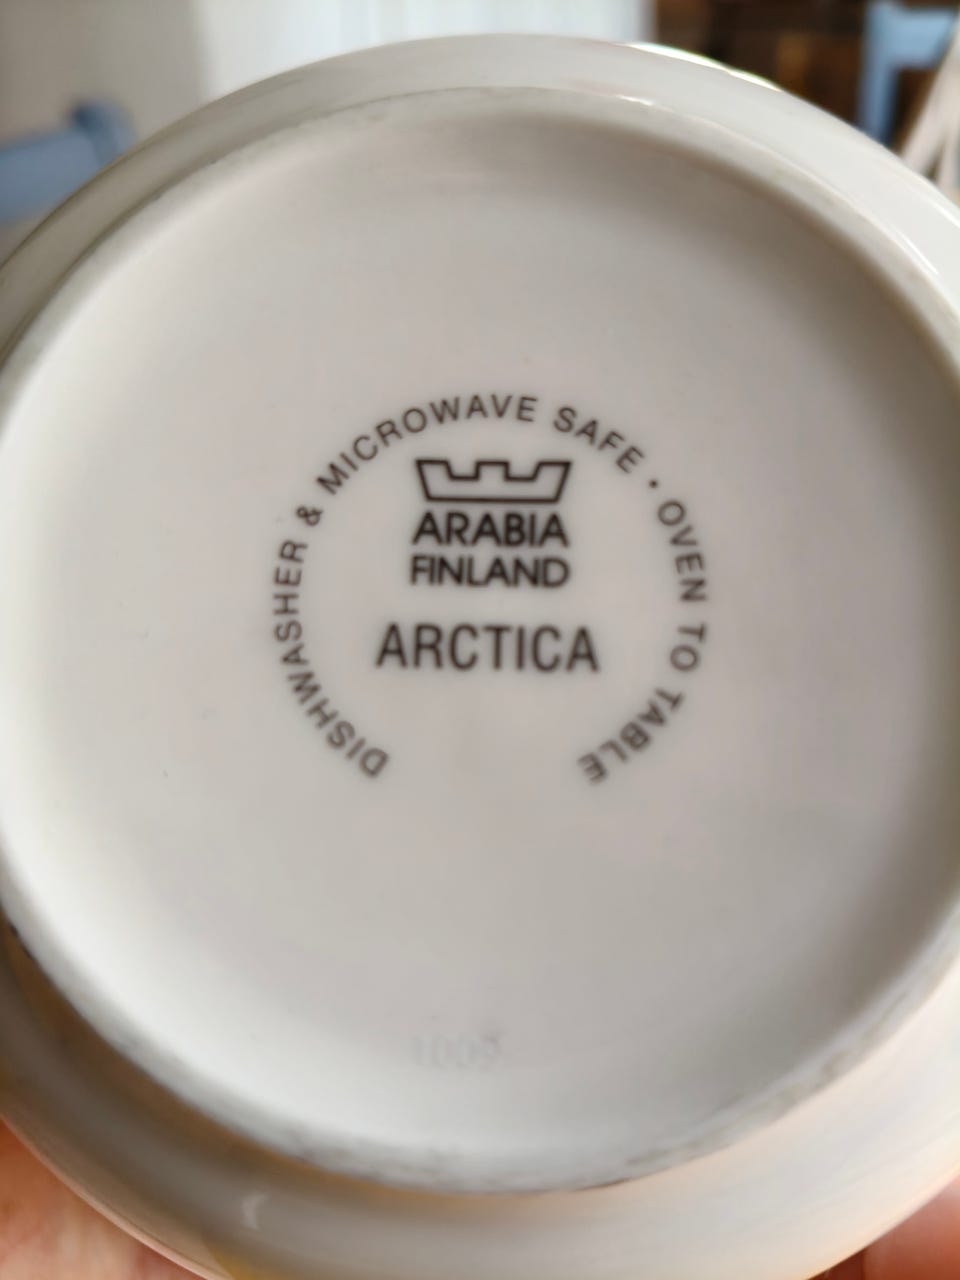 DISHWASHER & MICROWAVE SAFE • OVEN TO TABLE
ARABIA
FINLAND
ARCTICA